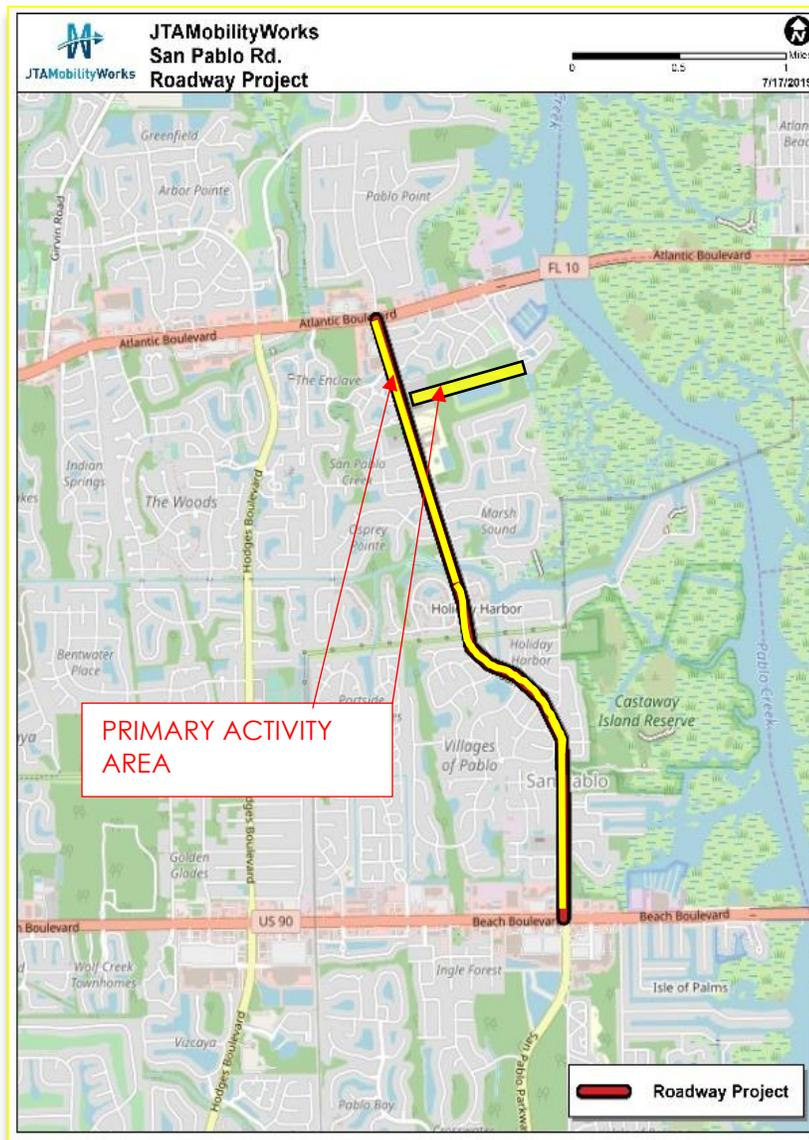 JTAMobilityWorks
JTAMobilityWorks
San Pablo Rd.
Roadway Project
N
Miles
0 0.5 1
7/17/2019
Greenfield
Creek
Girvin Road
Arbor Pointe
Pablo Point
Atlantic Boulevard
FL 10
Atlantic Boulevard
Atlantic Boulevard
The Enclave
San Pablo
Creek
Indian
Springs
The Woods
Hodges Boulevard
Osprey
Pointe
Marsh
Sound
Holiday Harbor
Holiday
Harbor
Bentwater
Place
Castaway
Island Reserve
Pablo Creek
PRIMARY ACTIVITY
AREA
Portside
Villages
of Pablo
San Pablo
Golden
Glades
US 90
Beach Boulevard
Beach Boulevard
Wolf Creek
Townhomes
Ingle Forest
Isle of Palms
Vizcaya
Hodges Boulevard
San Pablo Parkway
Pablo Bay
Roadway Project